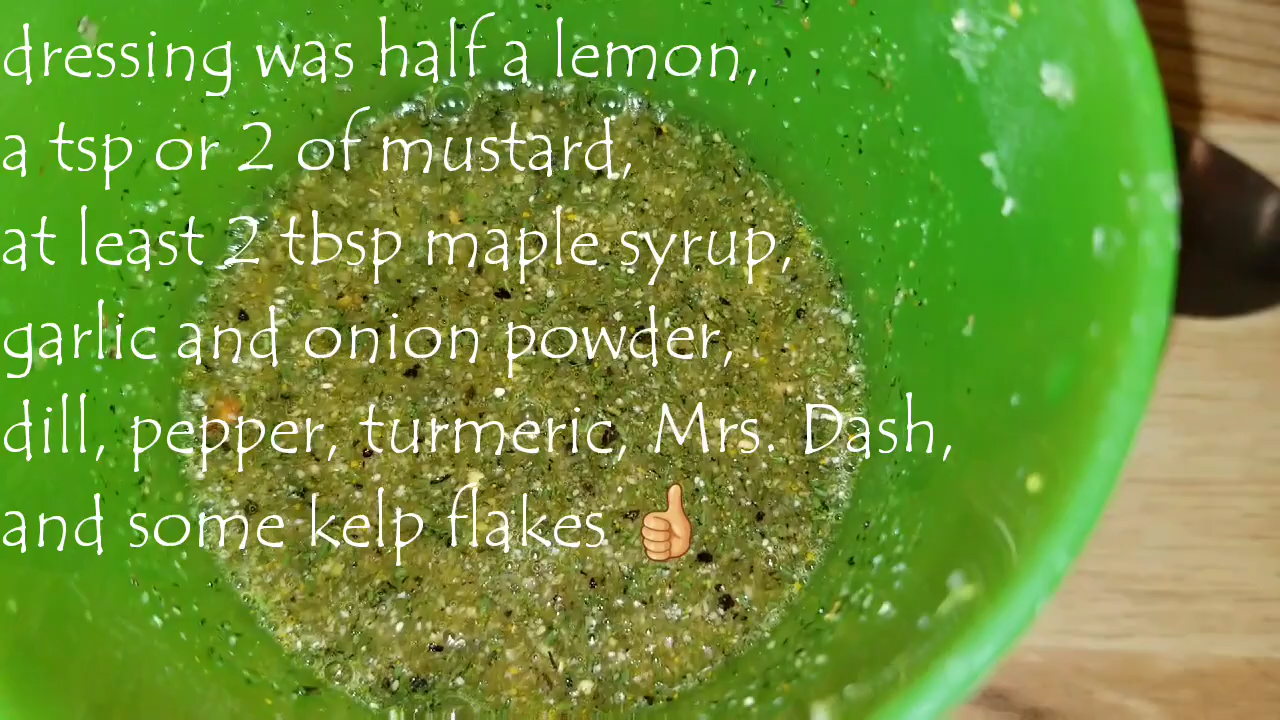 dressing was half a lemon,
a tsp or 2 of mustard,
at least 2 tbsp maple syrup,
garlic and onion powder,
dill, pepper, turmeric, Mrs. Dash,
and some kelp flakes 👍🏼